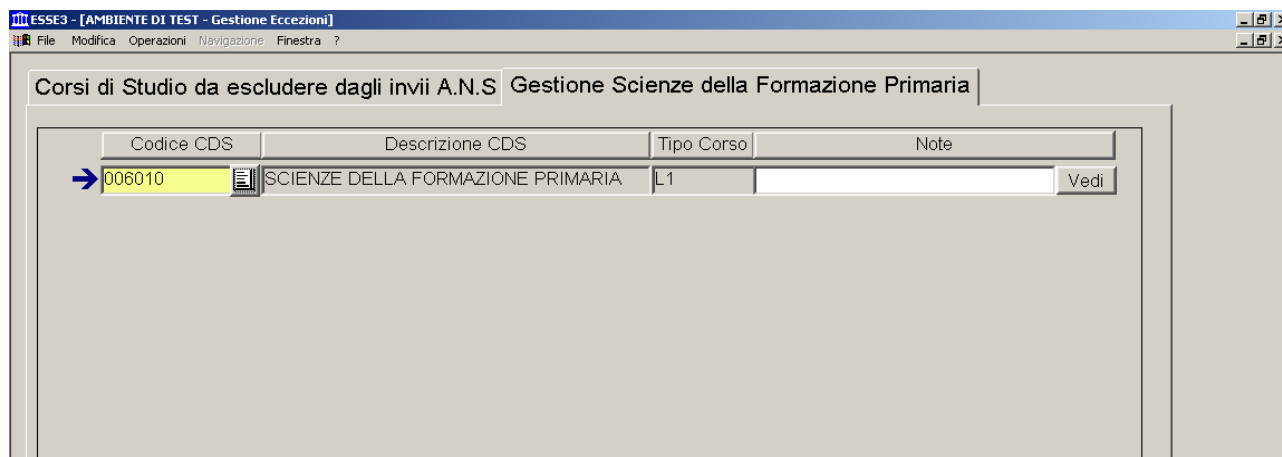 ESSE3 - [AMBIENTE DI TEST - Gestione Eccezioni]
File Modifica Operazioni Navigazione Finestra ?
Corsi di Studio da escludere dagli invii A.N.S Gestione Scienze della Formazione Primaria
Codice CDS Descrizione CDS Tipo Corso Note
006010 SCIENZE DELLA FORMAZIONE PRIMARIA L1 Vedi